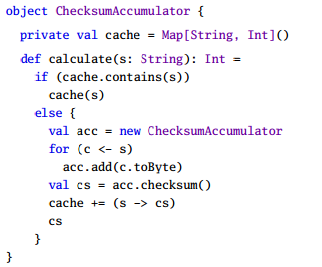 object ChecksumAccumulator {
private val cache = Map[String, Int]()
def calculate(s: String): Int =
if (cache.contains(s))
cache(s)
else {
val acc = new ChecksumAccumulator
for (c <- s)
acc.add(c.toByte)
val cs = acc.checksum()
cache += (s -> cs)
cs
}
}